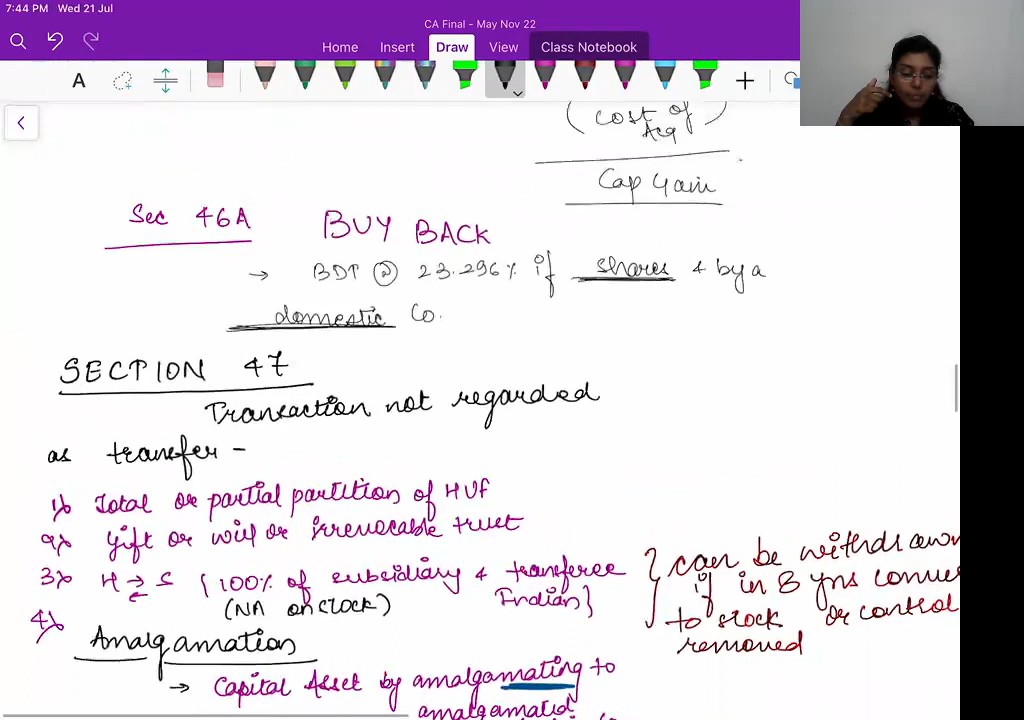 7:44 PM Wed 21 Jul
CA Final - May Nov 22
Home Insert Draw View Class Notebook
A
(cost of
Acq)
Cap Gain
Sec 46A BUY BACK
→ BDT @ 23.296% if shares & by a
domestic Co.
SECTION 47
Transaction not regarded
as transfer -
1) Total or partial partition of HUF
2) Gift or will or irrevocable trust
3) H → S {100% of subsidiary & transferee
Indian}
(NA on stock)
} can be withdrawn
if in 8 yrs conve
to stock or control
removed
4)
Amalgamation
→ Capital Asset by amalgamating to
amalgamated